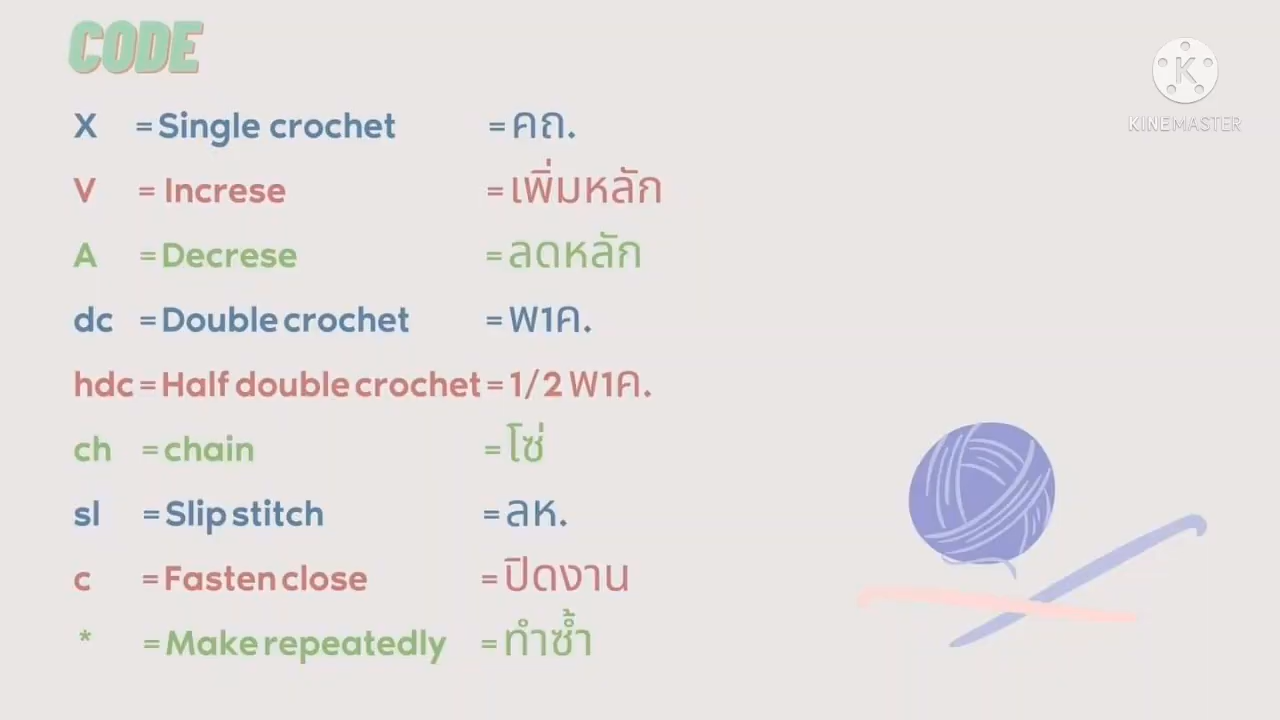 CODE
X = Single crochet = คถ.
V = Increse = เพิ่มหลัก
A = Decrese = ลดหลัก
dc = Double crochet = พ1ค.
hdc = Half double crochet = 1/2 พ1ค.
ch = chain = โซ่
sl = Slip stitch = ลห.
c = Fasten close = ปิดงาน
* = Make repeatedly = ทำซ้ำ
K
KINEMASTER